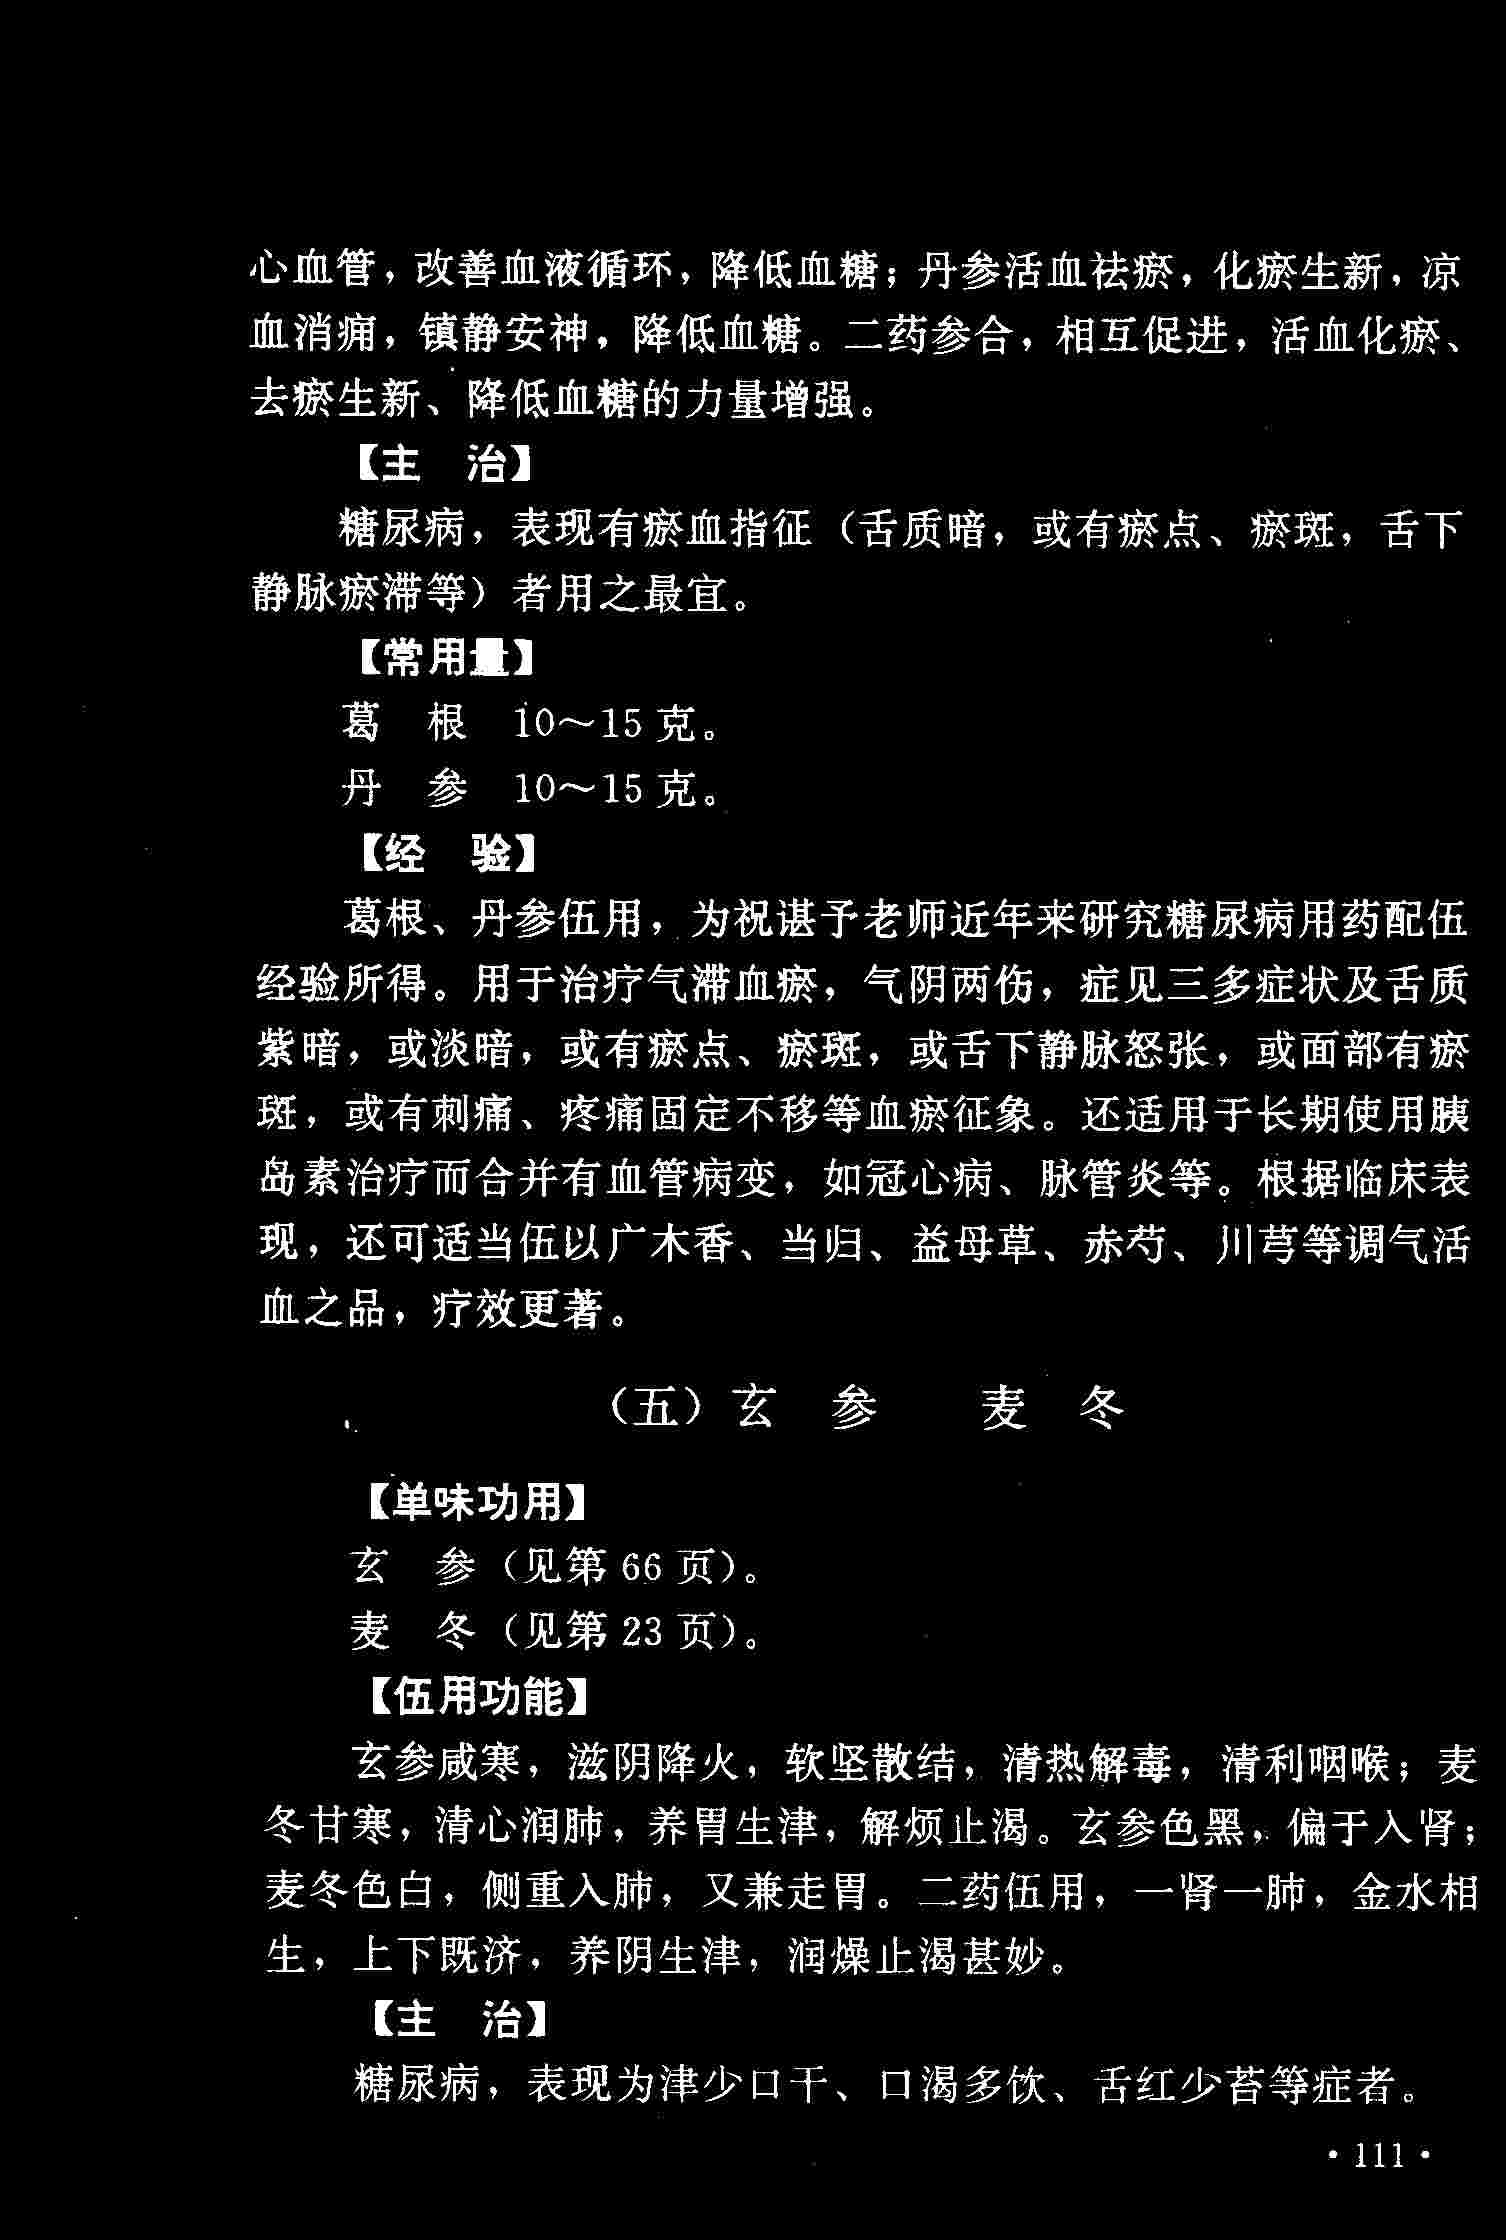 心血管，改善血液循环，降低血糖；丹参活血祛瘀，化瘀生新，凉
血消痈，镇静安神，降低血糖。二药参合，相互促进，活血化瘀、
去瘀生新、降低血糖的力量增强。
【主　治】
糖尿病，表现有瘀血指征（舌质暗，或有瘀点、瘀斑，舌下
静脉瘀滞等）者用之最宜。
【常用量】
葛　根　10～15 克。
丹　参　10～15 克。
【经　验】
葛根、丹参伍用，为祝谌予老师近年来研究糖尿病用药配伍
经验所得。用于治疗气滞血瘀，气阴两伤，症见三多症状及舌质
紫暗，或淡暗，或有瘀点、瘀斑，或舌下静脉怒张，或面部有瘀
斑，或有刺痛、疼痛固定不移等血瘀征象。还适用于长期使用胰
岛素治疗而合并有血管病变，如冠心病、脉管炎等。根据临床表
现，还可适当伍以广木香、当归、益母草、赤芍、川芎等调气活
血之品，疗效更著。
（五）玄　参　　麦　冬
【单味功用】
玄　参（见第 66 页）。
麦　冬（见第 23 页）。
【伍用功能】
玄参咸寒，滋阴降火，软坚散结，清热解毒，清利咽喉；麦
冬甘寒，清心润肺，养胃生津，解烦止渴。玄参色黑，偏于入肾；
麦冬色白，侧重入肺，又兼走胃。二药伍用，一肾一肺，金水相
生，上下既济，养阴生津，润燥止渴甚妙。
【主　治】
糖尿病，表现为津少口干、口渴多饮、舌红少苔等症者。
·111·